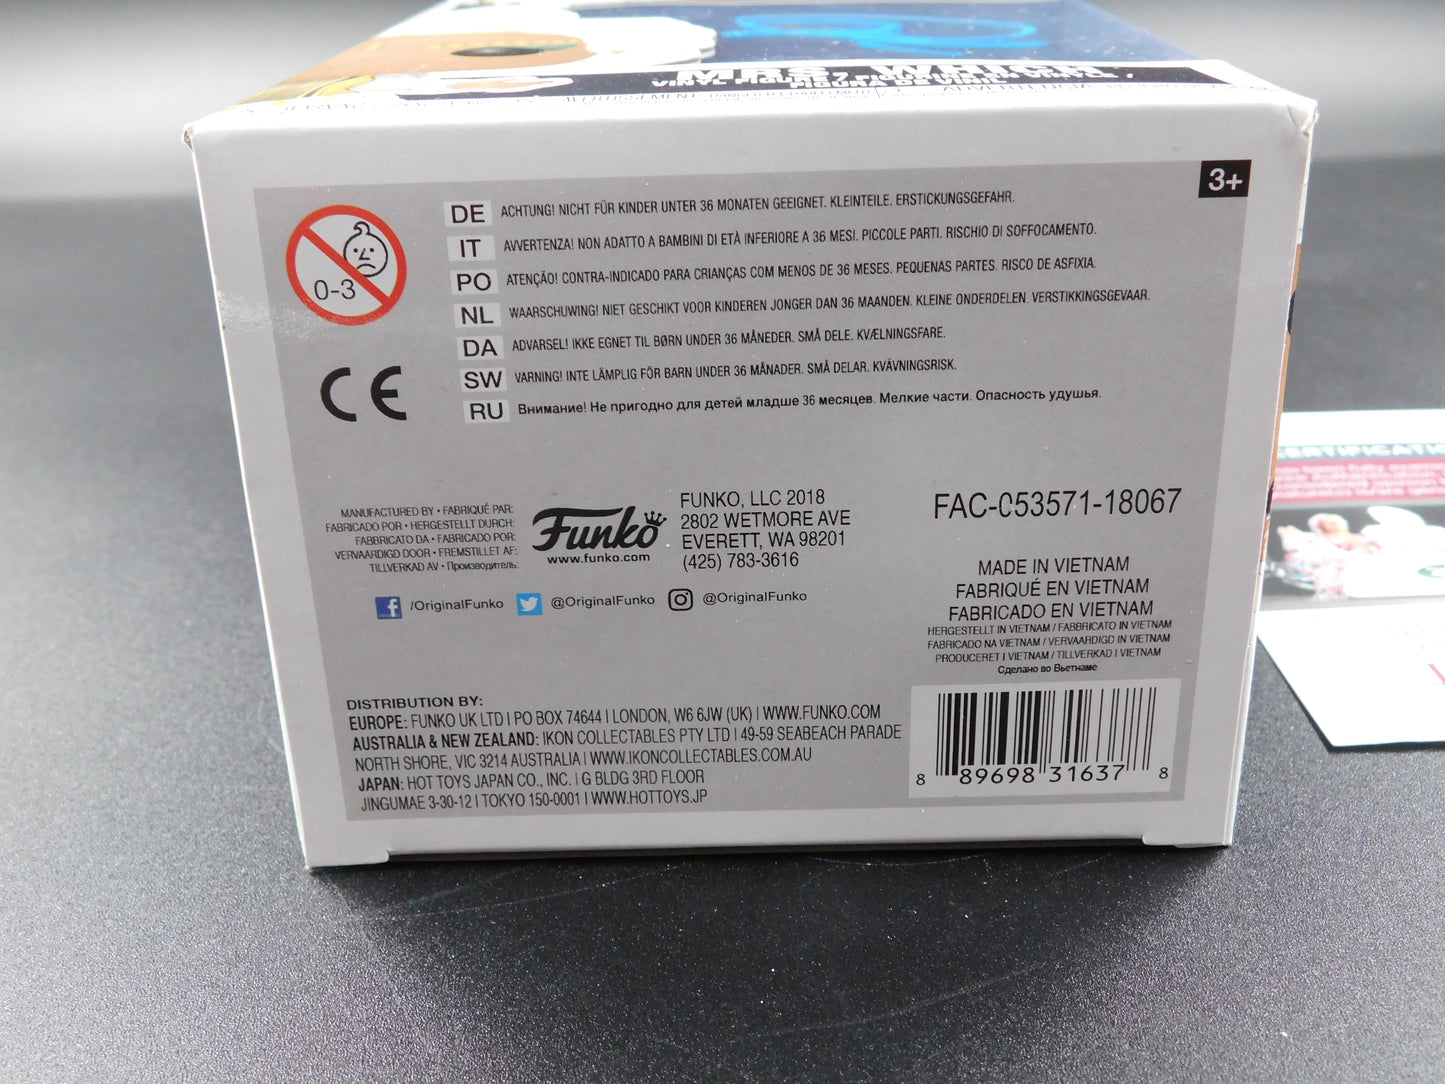 MRS. WHICH
VINYL FIGURE / FIGURINE EN VINYLE /
FIGURA DE VINIL
3+
0-3
CE
DE ACHTUNG! NICHT FÜR KINDER UNTER 36 MONATEN GEEIGNET. KLEINTEILE. ERSTICKUNGSGEFAHR.
IT AVVERTENZA! NON ADATTO A BAMBINI DI ETÀ INFERIORE A 36 MESI. PICCOLE PARTI. RISCHIO DI SOFFOCAMENTO.
PO ATENÇÃO! CONTRA-INDICADO PARA CRIANÇAS COM MENOS DE 36 MESES. PEQUENAS PARTES. RISCO DE ASFIXIA.
NL WAARSCHUWING! NIET GESCHIKT VOOR KINDEREN JONGER DAN 36 MAANDEN. KLEINE ONDERDELEN. VERSTIKKINGSGEVAAR.
DA ADVARSEL! IKKE EGNET TIL BØRN UNDER 36 MÅNEDER. SMÅ DELE. KVÆLNINGSFARE.
SW VARNING! INTE LÄMPLIG FÖR BARN UNDER 36 MÅNADER. SMÅ DELAR. KVÄVNINGSRISK.
RU Внимание! Не пригодно для детей младше 36 месяцев. Мелкие части. Опасность удушья.
MANUFACTURED BY • FABRIQUÉ PAR:
FABRICADO POR • HERGESTELLT DURCH:
FABBRICATO DA • FABRICADO POR:
VERVAARDIGD DOOR • FREMSTILLET AF:
TILLVERKAD AV • Производитель:
Funko
www.funko.com
FUNKO, LLC 2018
2802 WETMORE AVE
EVERETT, WA 98201
(425) 783-3616
/OriginalFunko @OriginalFunko @OriginalFunko
FAC-053571-18067
MADE IN VIETNAM
FABRIQUÉ EN VIETNAM
FABRICADO EN VIETNAM
HERGESTELLT IN VIETNAM / FABBRICATO IN VIETNAM
FABRICADO NA VIETNAM / VERVAARDIGD IN VIETNAM
PRODUCERET I VIETNAM / TILLVERKAD I VIETNAM
Сделано во Вьетнаме
DISTRIBUTION BY:
EUROPE: FUNKO UK LTD | PO BOX 74644 | LONDON, W6 6JW (UK) | WWW.FUNKO.COM
AUSTRALIA & NEW ZEALAND: IKON COLLECTABLES PTY LTD | 49-59 SEABEACH PARADE
NORTH SHORE, VIC 3214 AUSTRALIA | WWW.IKONCOLLECTABLES.COM.AU
JAPAN: HOT TOYS JAPAN CO., INC. | G BLDG 3RD FLOOR
JINGUMAE 3-30-12 | TOKYO 150-0001 | WWW.HOTTOYS.JP
8 89698 31637 8